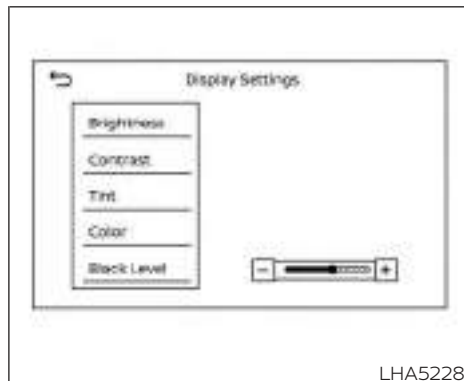 Display Settings
Brightness
Contrast
Tint
Color
Black Level
- +
LHA5228